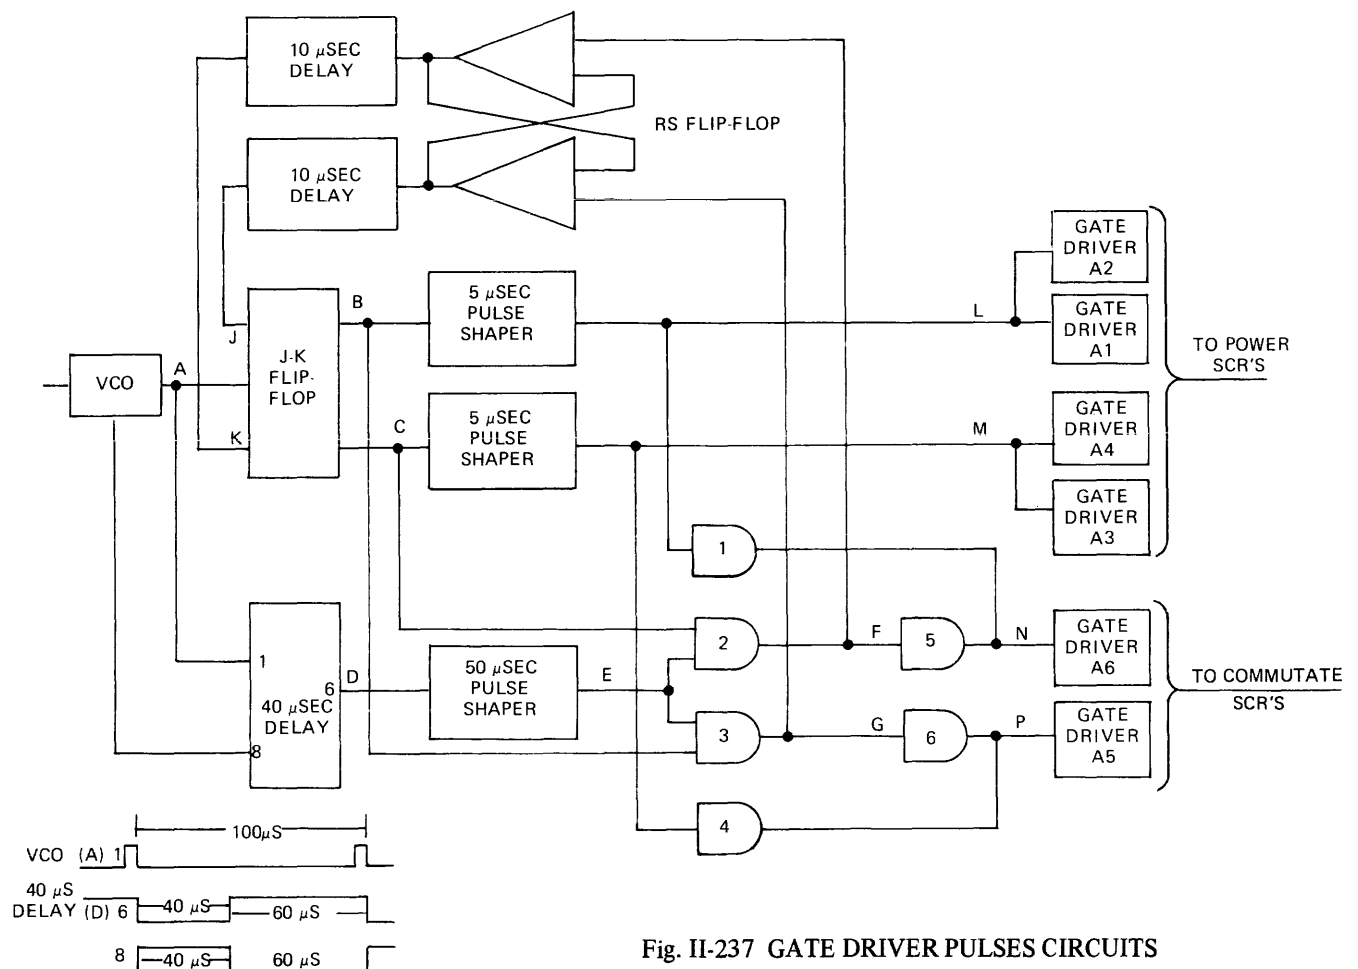 10 µSEC
DELAY
RS FLIP-FLOP
10 µSEC
DELAY
GATE
DRIVER
A2
B
5 µSEC
PULSE
SHAPER
L
GATE
DRIVER
A1
J
TO POWER
SCR'S
VCO
A
J-K
FLIP-
FLOP
K
C
5 µSEC
PULSE
SHAPER
M
GATE
DRIVER
A4
GATE
DRIVER
A3
1
2
F
5
N
GATE
DRIVER
A6
1
6
D
50 µSEC
PULSE
SHAPER
E
TO COMMUTATE
SCR'S
40 µSEC
DELAY
8
3
G
6
P
GATE
DRIVER
A5
4
100µS
VCO (A) 1
40 µS
DELAY (D) 6
40 µS
60 µS
8
40 µS
60 µS
Fig. II-237 GATE DRIVER PULSES CIRCUITS